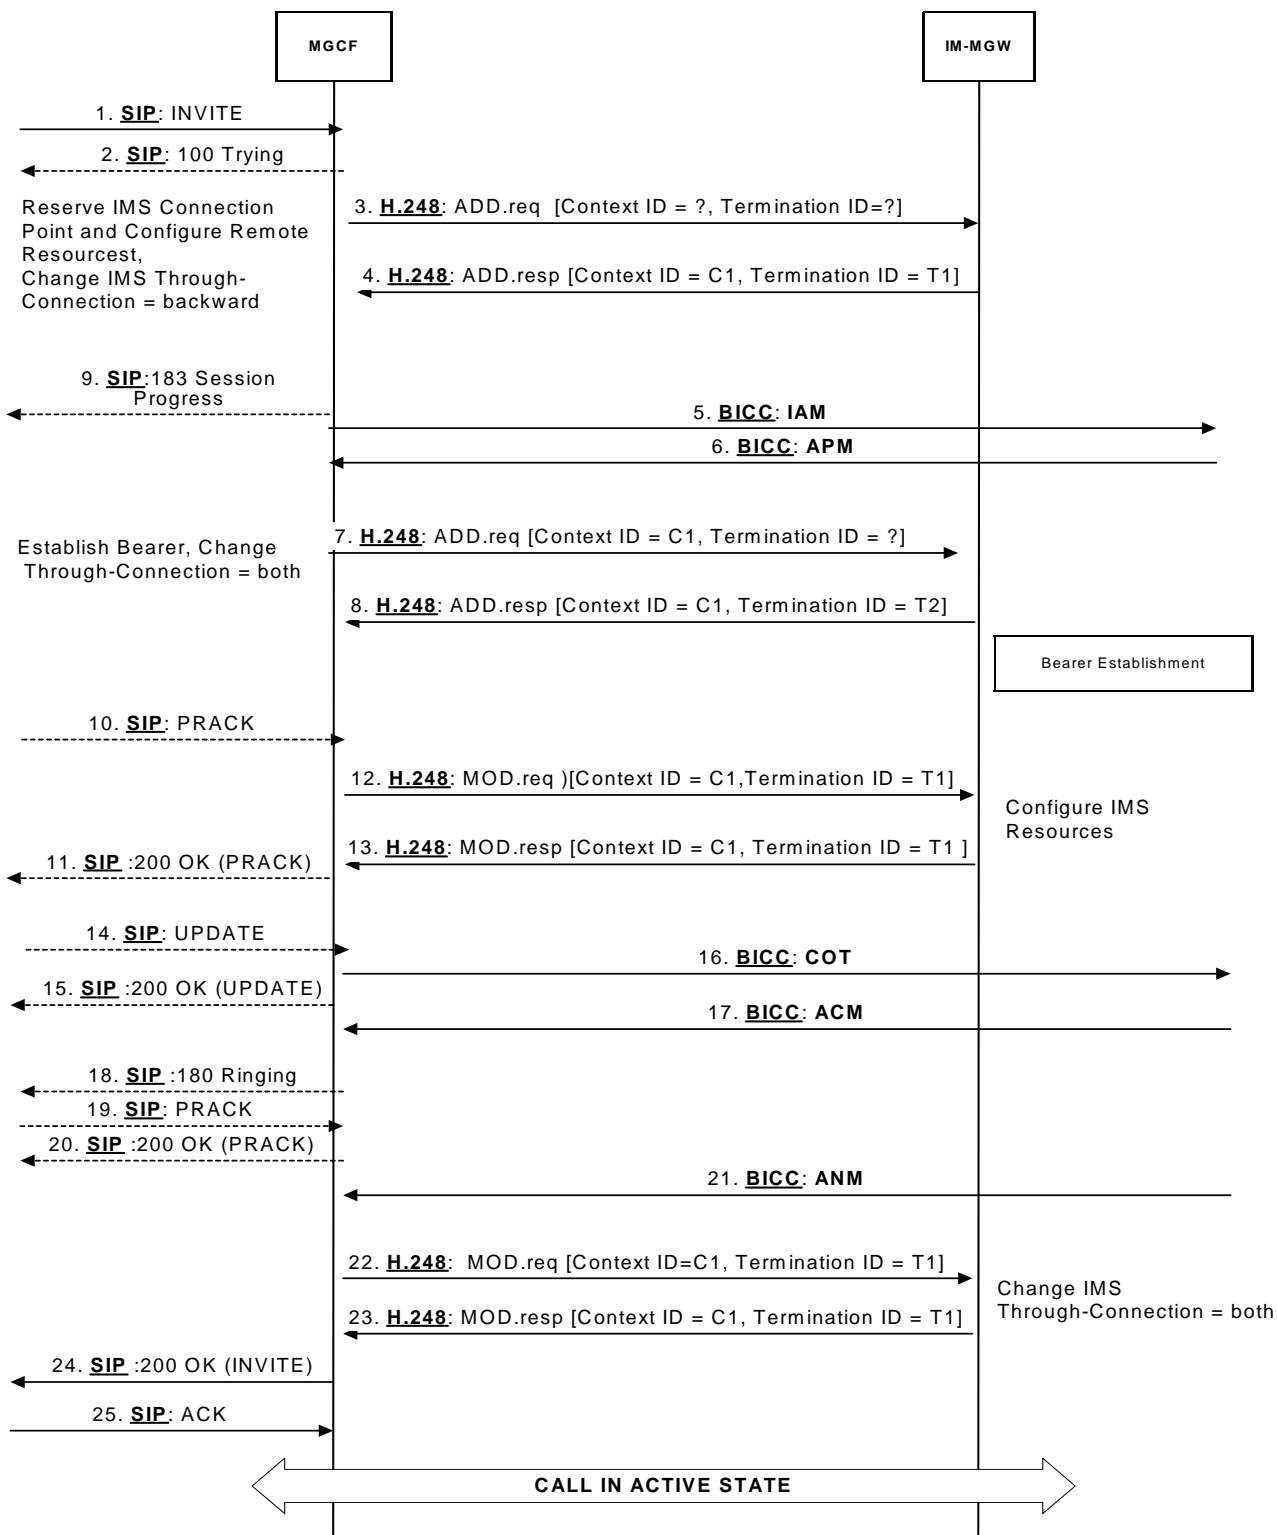 MGCF
IM-MGW
1. SIP: INVITE
2. SIP: 100 Trying
Reserve IMS Connection
Point and Configure Remote
Resourcest,
Change IMS Through-
Connection = backward
3. H.248: ADD.req [Context ID = ?, Termination ID=?]
4. H.248: ADD.resp [Context ID = C1, Termination ID = T1]
9. SIP:183 Session
Progress
5. BICC: IAM
6. BICC: APM
7. H.248: ADD.req [Context ID = C1, Termination ID = ?]
Establish Bearer, Change
Through-Connection = both
8. H.248: ADD.resp [Context ID = C1, Termination ID = T2]
Bearer Establishment
10. SIP: PRACK
12. H.248: MOD.req )[Context ID = C1,Termination ID = T1]
Configure IMS
Resources
13. H.248: MOD.resp [Context ID = C1, Termination ID = T1 ]
11. SIP :200 OK (PRACK)
14. SIP: UPDATE
16. BICC: COT
15. SIP :200 OK (UPDATE)
17. BICC: ACM
18. SIP :180 Ringing
19. SIP: PRACK
20. SIP :200 OK (PRACK)
21. BICC: ANM
22. H.248: MOD.req [Context ID=C1, Termination ID = T1]
Change IMS
Through-Connection = both
23. H.248: MOD.resp [Context ID = C1, Termination ID = T1]
24. SIP :200 OK (INVITE)
25. SIP: ACK
CALL IN ACTIVE STATE